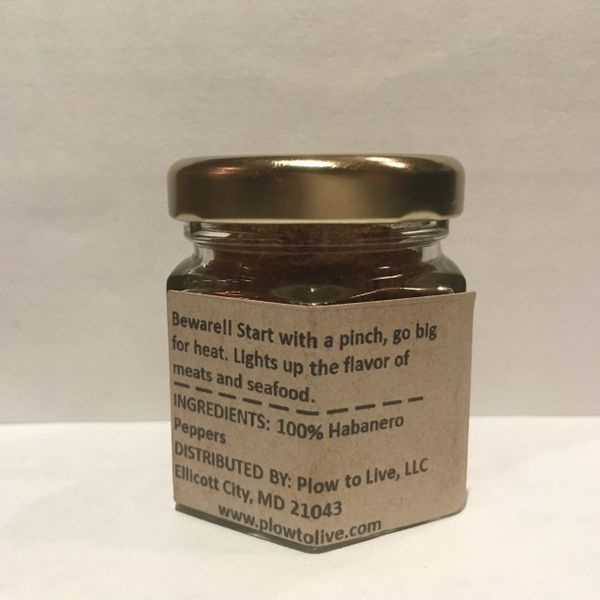 Beware!! Start with a pinch, go big
for heat. Lights up the flavor of
meats and seafood.
INGREDIENTS: 100% Habanero
Peppers
DISTRIBUTED BY: Plow to Live, LLC
Ellicott City, MD 21043
www.plowtolive.com